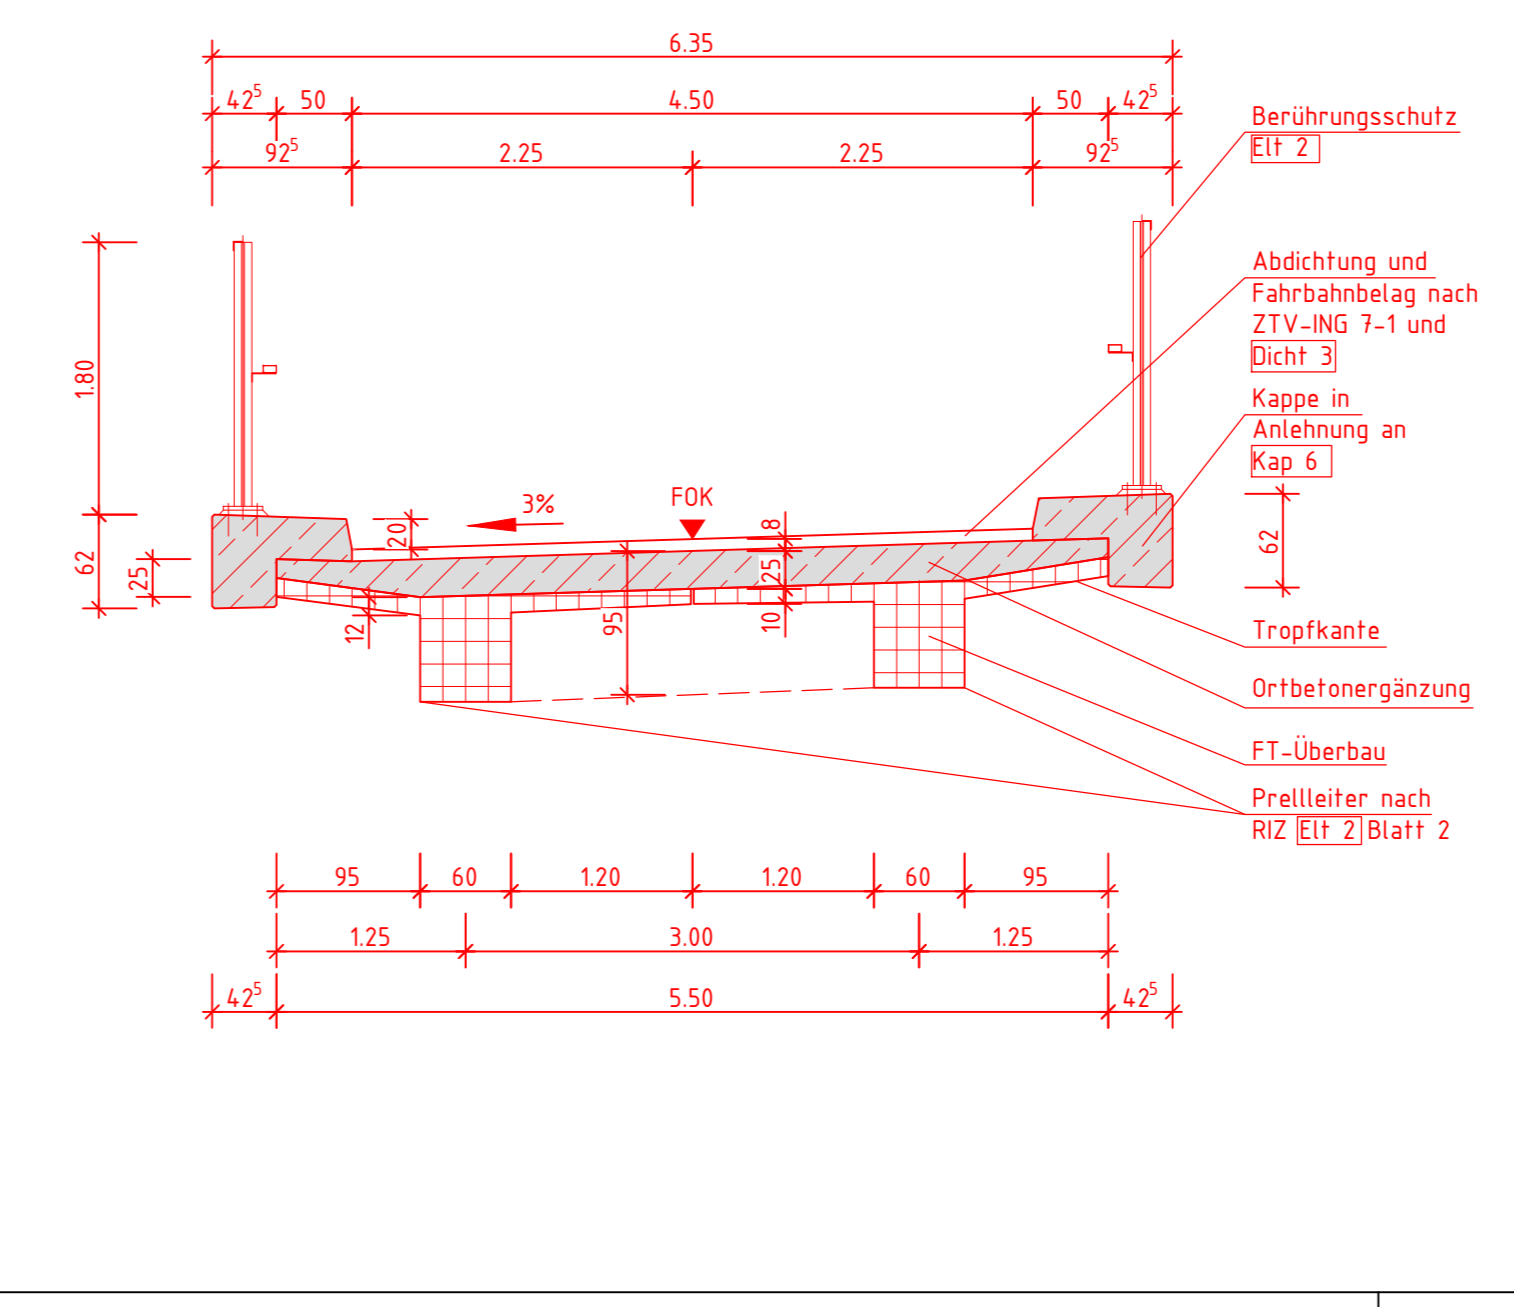 6.35
42⁵ 50 4.50 50 42⁵
92⁵ 2.25 2.25 92⁵
Berührungsschutz
Elt 2
Abdichtung und
Fahrbahnbelag nach
ZTV-ING 7-1 und
Dicht 3
Kappe in
Anlehnung an
Kap 6
1.80
62
25
12
20
3%
FOK
95
8
25
10
62
Tropfkante
Ortbetonergänzung
FT-Überbau
Prellleiter nach
RIZ Elt 2 Blatt 2
95 60 1.20 1.20 60 95
1.25 3.00 1.25
42⁵ 5.50 42⁵